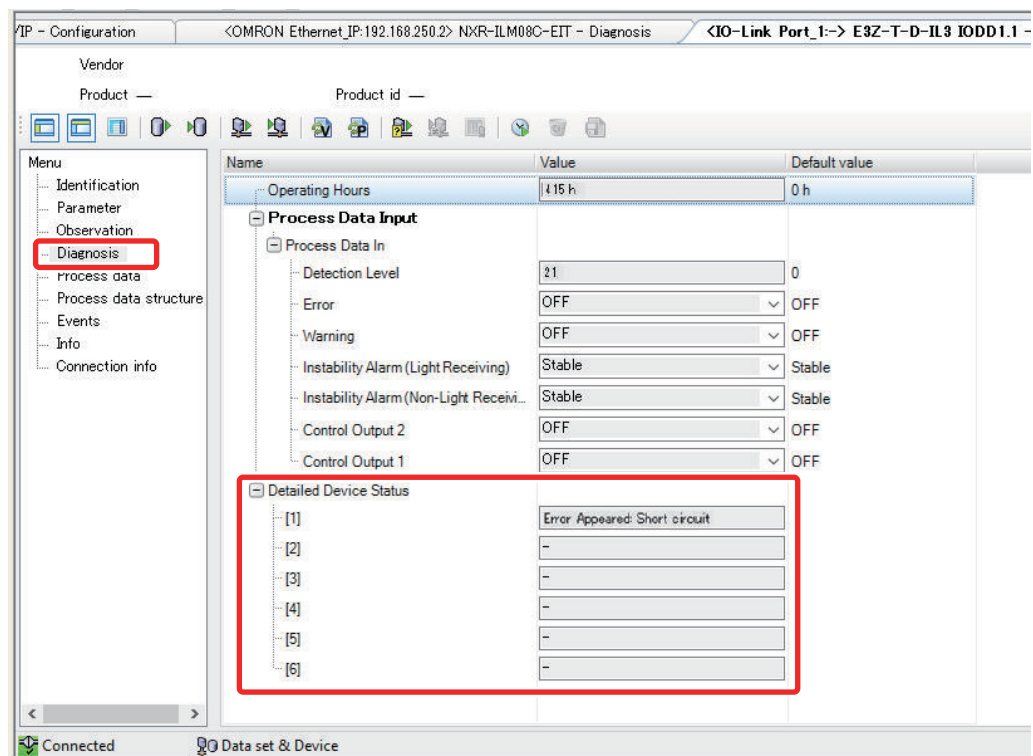 /IP - Configuration <OMRON Ethernet_IP:192.168.250.2> NXR-ILM08C-EIT - Diagnosis <IO-Link Port_1:-> E3Z-T-D-IL3 IODD1.1 -
Vendor
Product — Product id —
Menu Name Value Default value
Identification
Parameter
Observation
Diagnosis
Process data
Process data structure
Events
Info
Connection info
Operating Hours h 0 h
Process Data Input
Process Data In
Detection Level 21 0
Error OFF OFF
Warning OFF OFF
Instability Alarm (Light Receiving) Stable Stable
Instability Alarm (Non-Light Receivi... Stable Stable
Control Output 2 OFF OFF
Control Output 1 OFF OFF
Detailed Device Status
[1] Error Appeared: Short circuit
[2] -
[3] -
[4] -
[5] -
[6] -
Connected Data set & Device